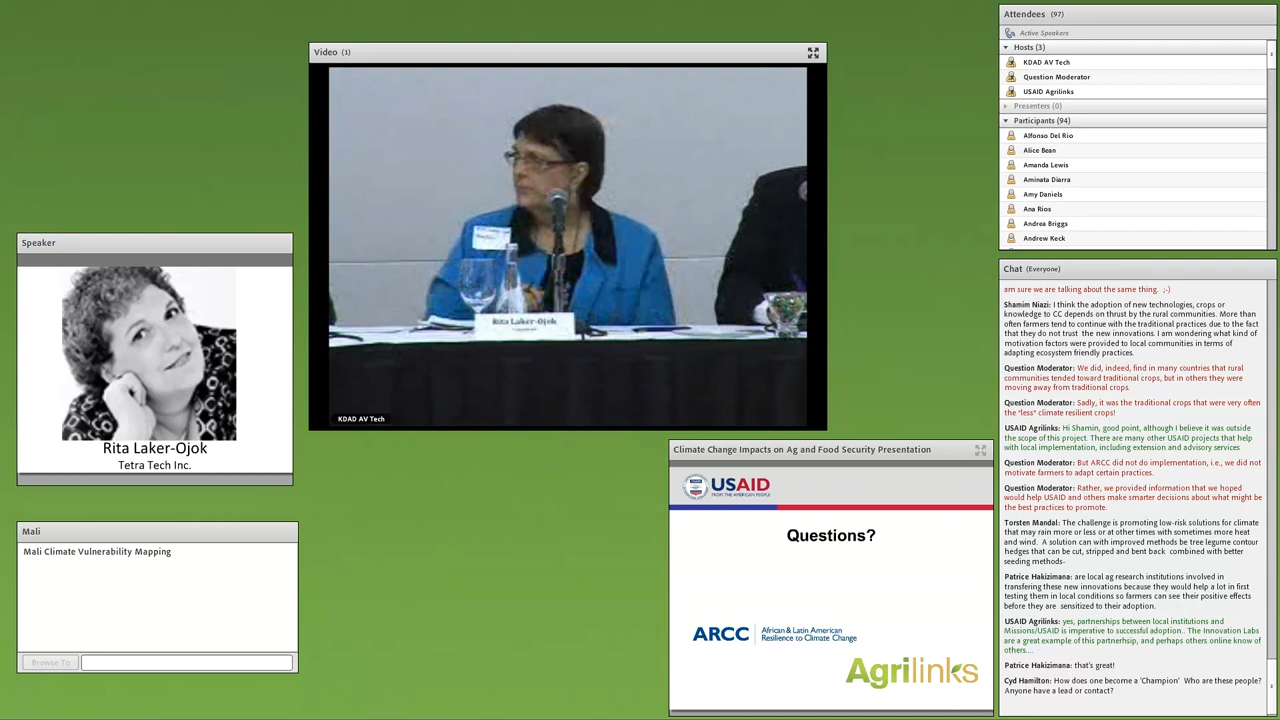 Speaker
Rita Laker-Ojok
Tetra Tech Inc.
Mali
Mali Climate Vulnerability Mapping
Browse To
Video (1)
Rita Laker-Ojok
KDAD AV Tech
Climate Change Impacts on Ag and Food Security Presentation
USAID
FROM THE AMERICAN PEOPLE
Questions?
ARCC
African & Latin American
Resilience to Climate Change
Agrilinks
Attendees (97)
Active Speakers
Hosts (3)
KDAD AV Tech
Question Moderator
USAID Agrilinks
Presenters (0)
Participants (94)
Alfonso Del Rio
Alice Bean
Amanda Lewis
Aminata Diarra
Amy Daniels
Ana Rios
Andrea Briggs
Andrew Keck
Chat (Everyone)
am sure we are talking about the same thing. ;-)
Shamim Niazi: I think the adoption of new technologies, crops or
knowledge to CC depends on thrust by the rural communities. More than
often farmers tend to continue with the traditional practices due to the fact
that they do not trust the new innovations. I am wondering what kind of
motivation factors were provided to local communities in terms of
adapting ecosystem friendly practices.
Question Moderator: We did, indeed, find in many countries that rural
communities tended toward traditional crops, but in others they were
moving away from traditional crops.
Question Moderator: Sadly, it was the traditional crops that were very often
the "less" climate resilient crops!
USAID Agrilinks: Hi Shamin, good point, although I believe it was outside
the scope of this project. There are many other USAID projects that help
with local implementation, including extension and advisory services
Question Moderator: But ARCC did not do implementation, i.e., we did not
motivate farmers to adapt certain practices.
Question Moderator: Rather, we provided information that we hoped
would help USAID and others make smarter decisions about what might be
the best practices to promote.
Torsten Mandal: The challenge is promoting low-risk solutions for climate
that may rain more or less or at other times with sometimes more heat
and wind. A solution can with improved methods be tree legume contour
hedges that can be cut, stripped and bent back combined with better
seeding methods-
Patrice Hakizimana: are local ag research institutions involved in
transfering these new innovations because they would help a lot in first
testing them in local conditions so farmers can see their positive effects
before they are sensitized to their adoption.
USAID Agrilinks: yes, partnerships between local institutions and
Missions/USAID is imperative to successful adoption.. The Innovation Labs
are a great example of this partnerhsip, and perhaps others online know of
others....
Patrice Hakizimana: that's great!
Cyd Hamilton: How does one become a 'Champion' Who are these people?
Anyone have a lead or contact?